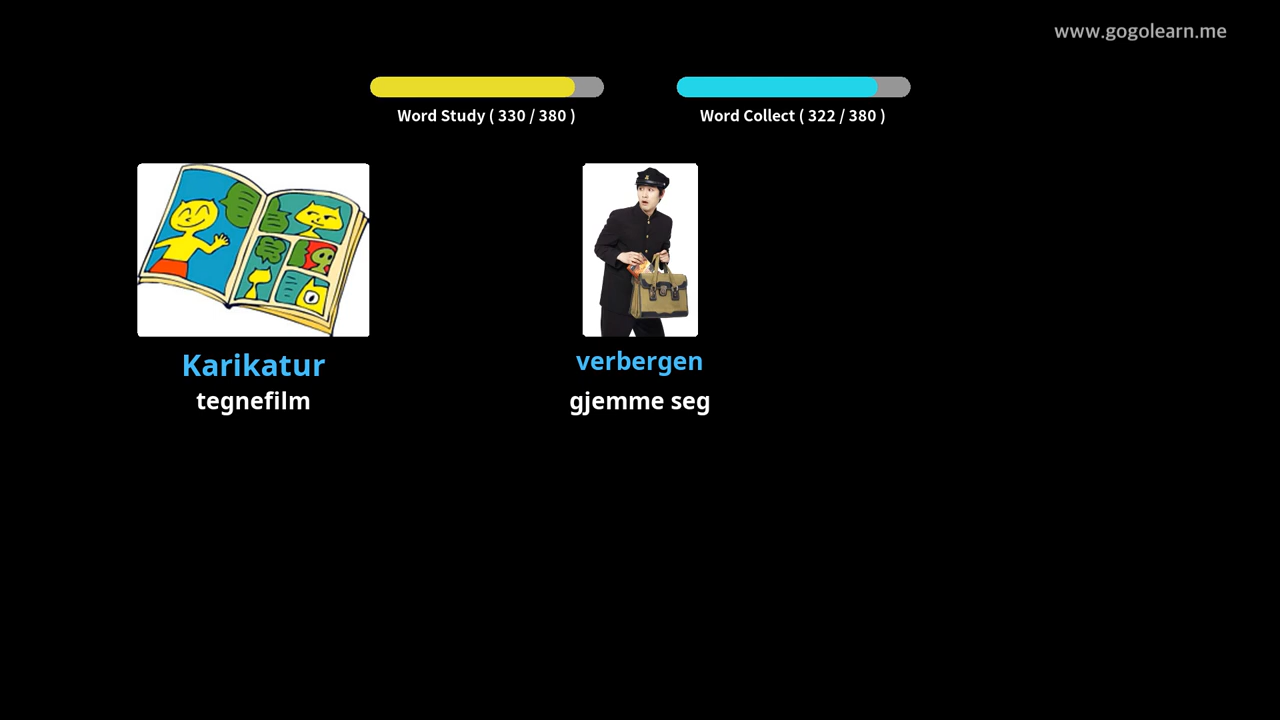 www.gogolearn.me
Word Study ( 330 / 380 )
Word Collect ( 322 / 380 )
Karikatur
verbergen
tegnefilm
gjemme seg